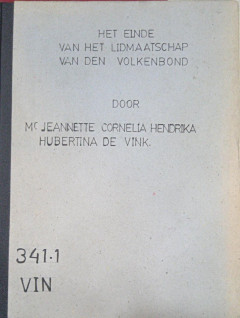 HET EINDE
VAN HET LIDMAATSCHAP
VAN DEN VOLKENBOND
DOOR
Mr JEANNETTE CORNELIA HENDRIKA
HUBERTINA DE VINK.
341.1
VIN